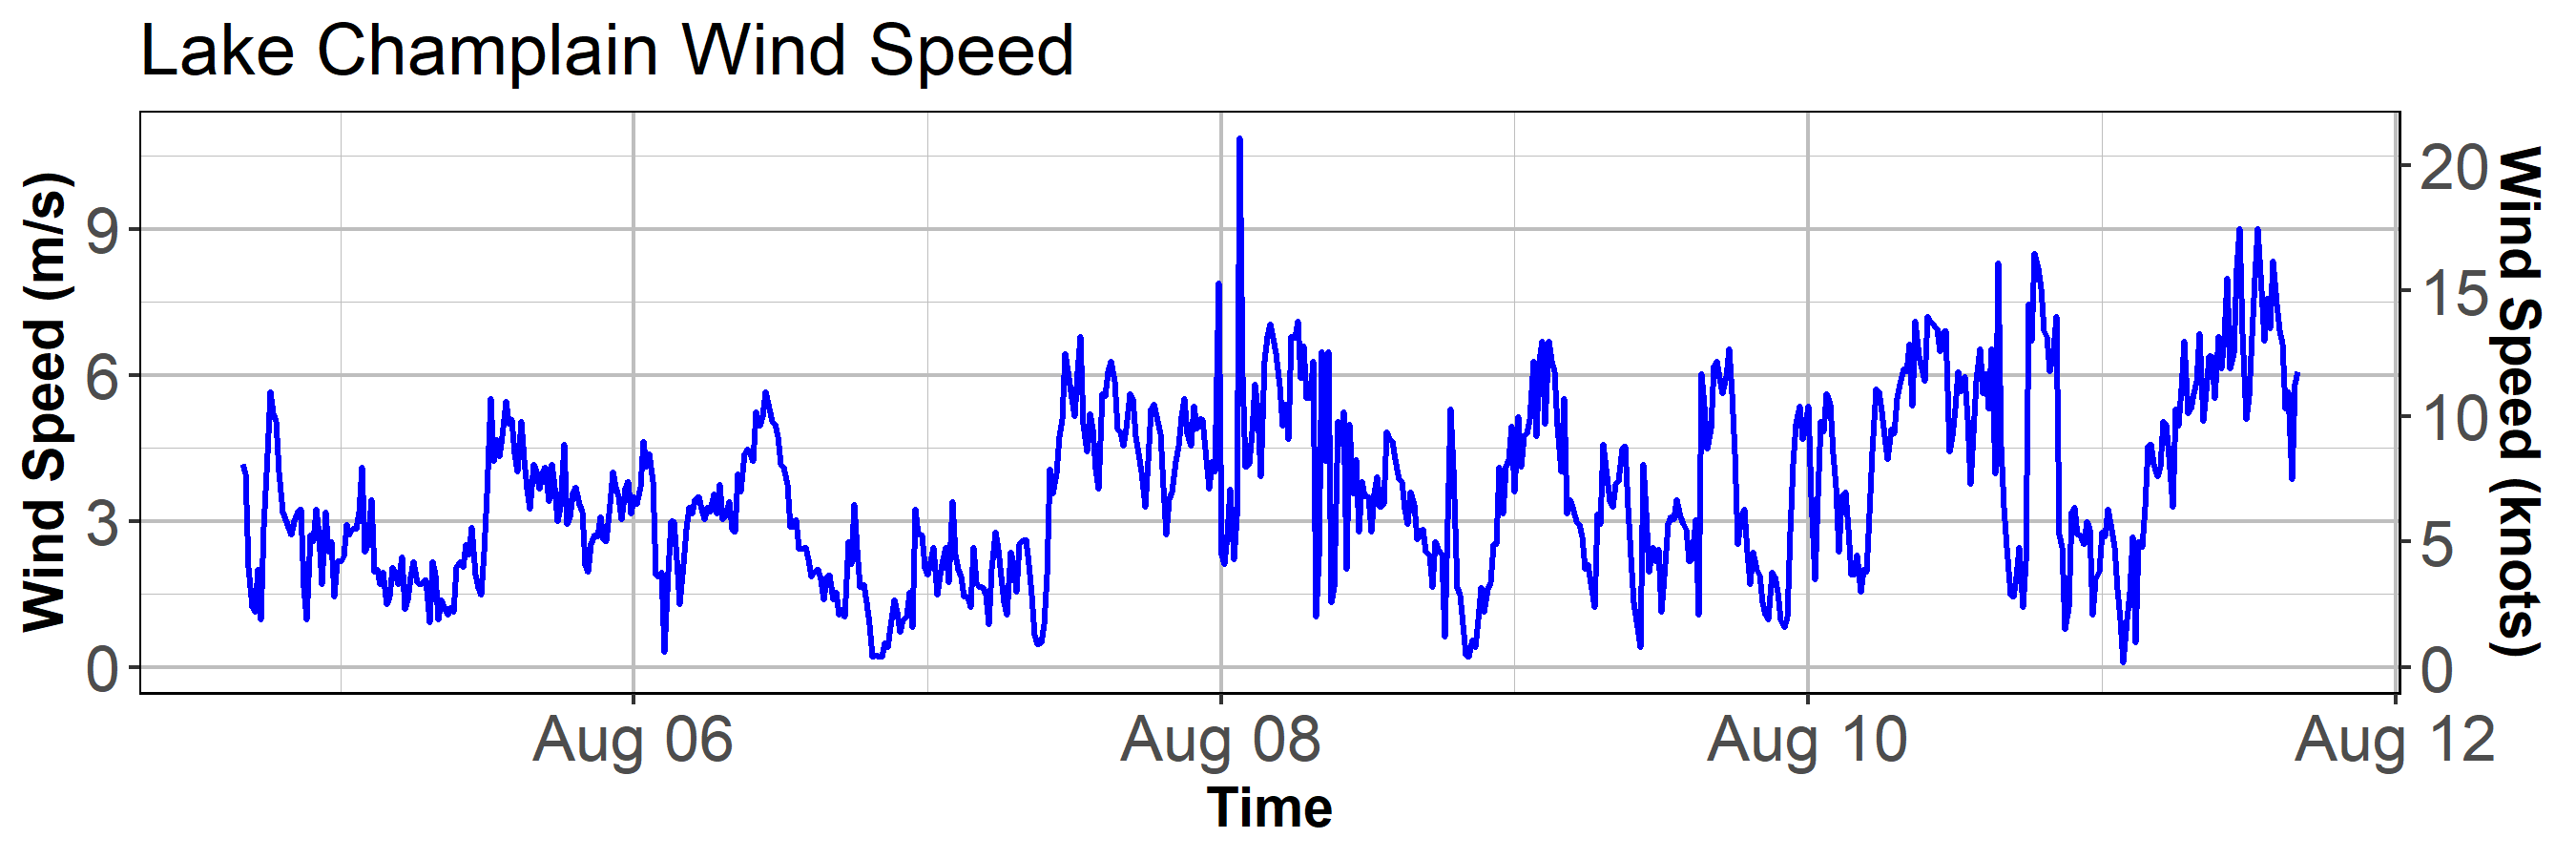 Lake Champlain Wind Speed
Wind Speed (m/s)
9
6
3
0
20
15
10
5
0
Wind Speed (knots)
Aug 06
Aug 08
Aug 10
Aug 12
Time